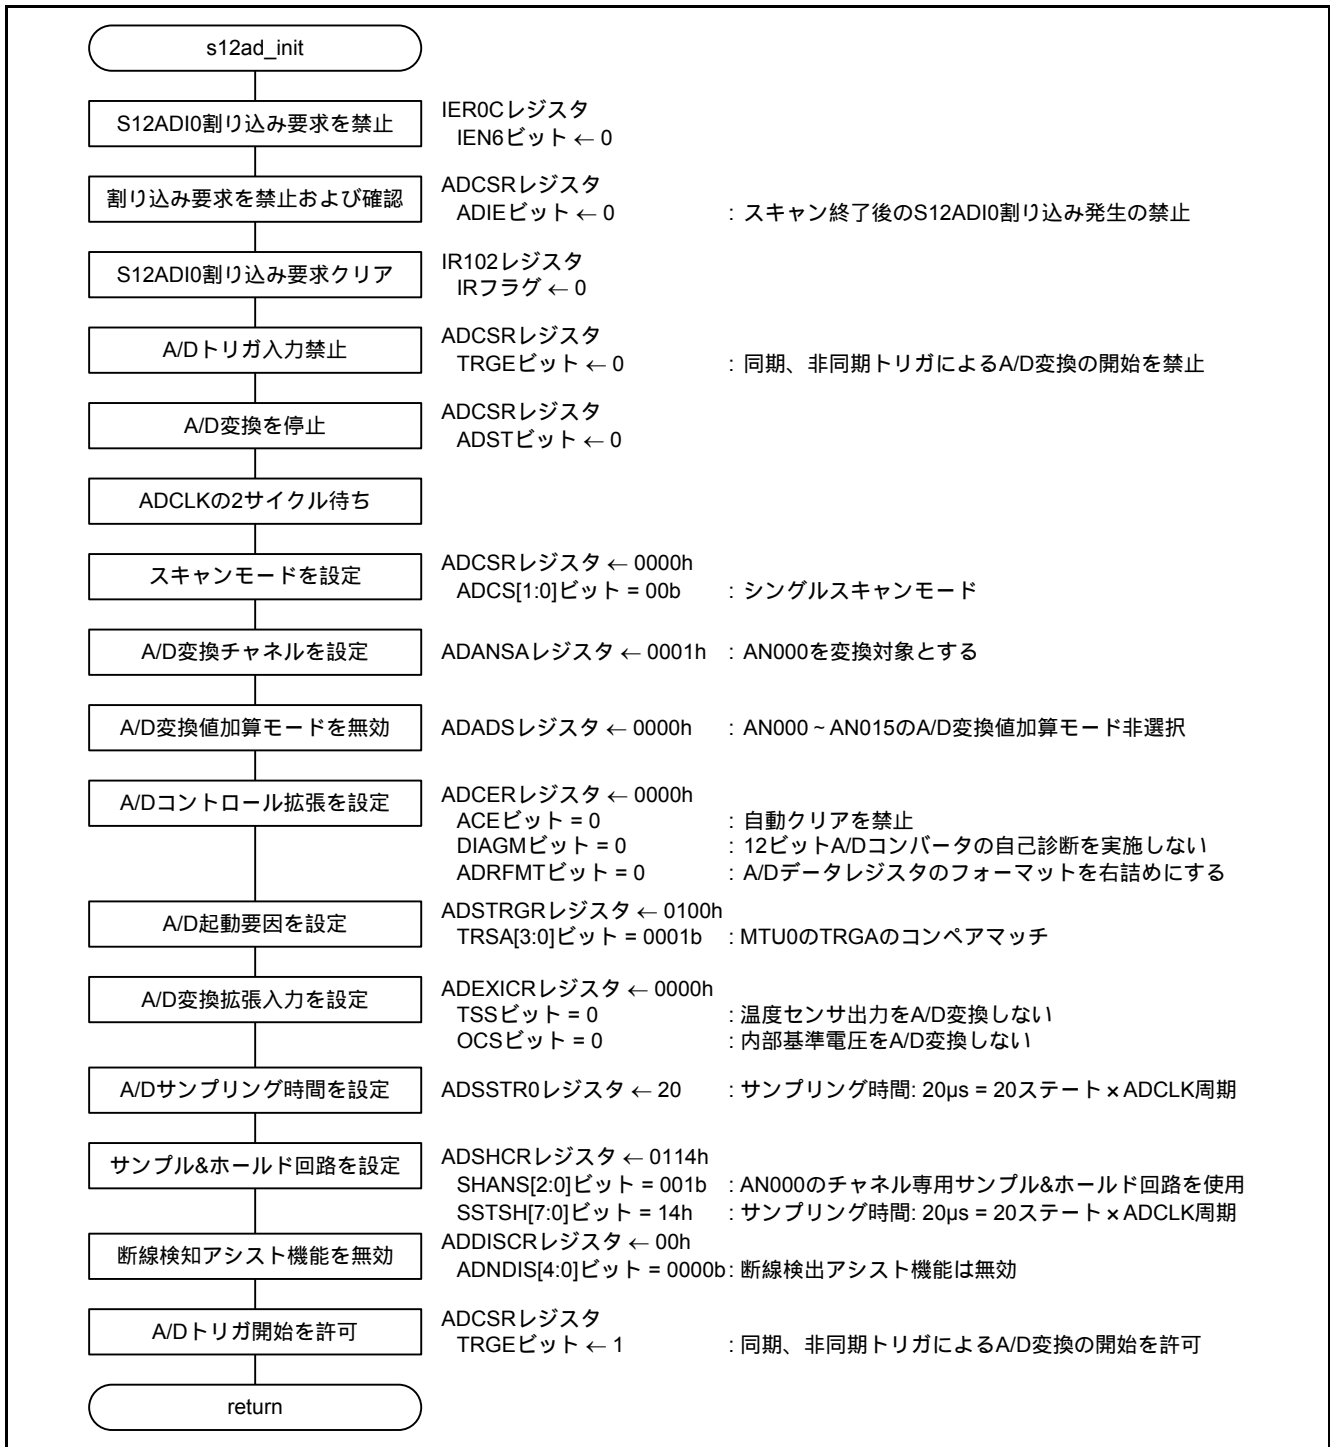 s12ad_init
S12ADI0割り込み要求を禁止
IER0Cレジスタ
IEN6ビット ← 0
割り込み要求を禁止および確認
ADCSRレジスタ
ADIEビット ← 0 : スキャン終了後のS12ADI0割り込み発生の禁止
S12ADI0割り込み要求クリア
IR102レジスタ
IRフラグ ← 0
A/Dトリガ入力禁止
ADCSRレジスタ
TRGEビット ← 0 : 同期、非同期トリガによるA/D変換の開始を禁止
A/D変換を停止
ADCSRレジスタ
ADSTビット ← 0
ADCLKの2サイクル待ち
スキャンモードを設定
ADCSRレジスタ ← 0000h
ADCS[1:0]ビット = 00b : シングルスキャンモード
A/D変換チャネルを設定 ADANSAレジスタ ← 0001h : AN000を変換対象とする
A/D変換値加算モードを無効 ADADSレジスタ ← 0000h : AN000 ~ AN015のA/D変換値加算モード非選択
A/Dコントロール拡張を設定
ADCERレジスタ ← 0000h
ACEビット = 0 : 自動クリアを禁止
DIAGMビット = 0 : 12ビットA/Dコンバータの自己診断を実施しない
ADRFMTビット = 0 : A/Dデータレジスタのフォーマットを右詰めにする
A/D起動要因を設定
ADSTRGRレジスタ ← 0100h
TRSA[3:0]ビット = 0001b : MTU0のTRGAのコンペアマッチ
A/D変換拡張入力を設定
ADEXICRレジスタ ← 0000h
TSSビット = 0 : 温度センサ出力をA/D変換しない
OCSビット = 0 : 内部基準電圧をA/D変換しない
A/Dサンプリング時間を設定 ADSSTR0レジスタ ← 20 : サンプリング時間: 20μs = 20ステート × ADCLK周期
サンプル&ホールド回路を設定
ADSHCRレジスタ ← 0114h
SHANS[2:0]ビット = 001b : AN000のチャネル専用サンプル&ホールド回路を使用
SSTSH[7:0]ビット = 14h : サンプリング時間: 20μs = 20ステート × ADCLK周期
断線検知アシスト機能を無効
ADDISCRレジスタ ← 00h
ADNDIS[4:0]ビット = 0000b : 断線検出アシスト機能は無効
A/Dトリガ開始を許可
ADCSRレジスタ
TRGEビット ← 1 : 同期、非同期トリガによるA/D変換の開始を許可
return